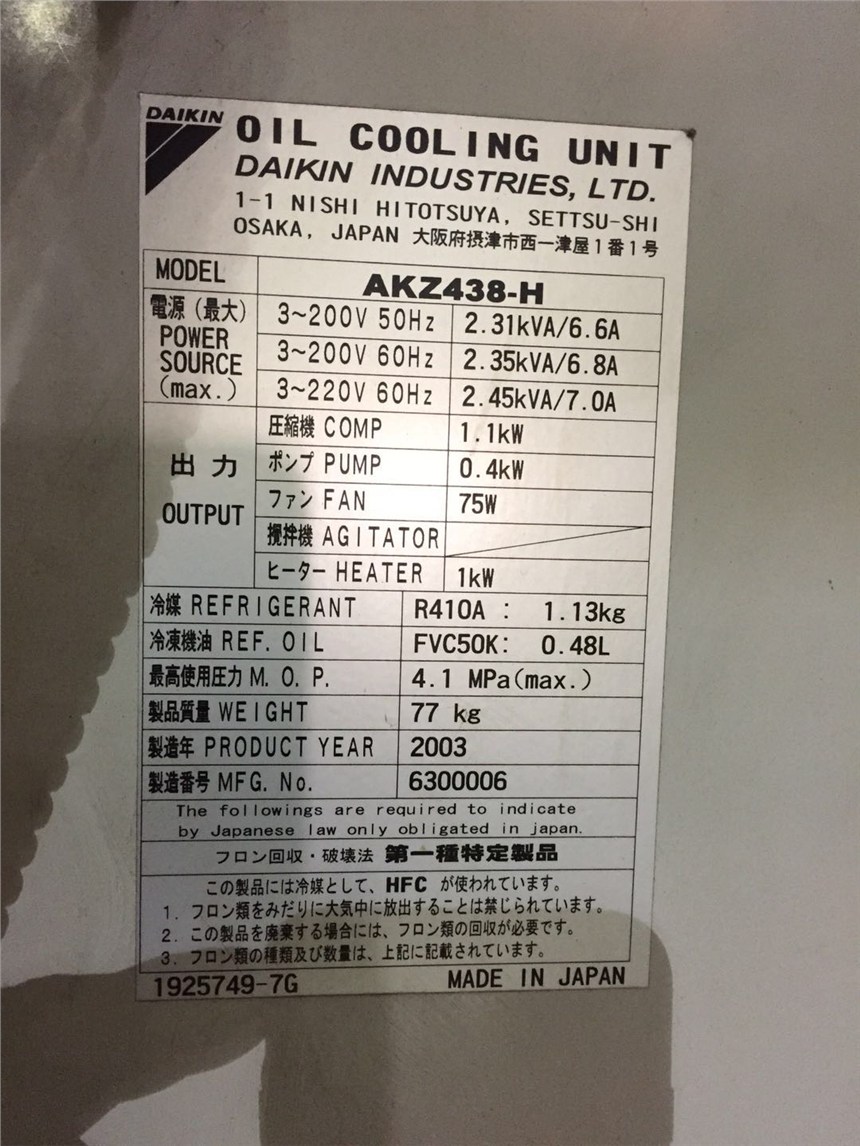 DAIKIN
OIL COOLING UNIT
DAIKIN INDUSTRIES, LTD.
1-1 NISHI HITOTSUYA, SETTSU-SHI
OSAKA, JAPAN 大阪府摂津市西一津屋1番1号
MODEL AKZ438-H
電源(最大) POWER SOURCE (max.)
3~200V 50Hz 2.31kVA/6.6A
3~200V 60Hz 2.35kVA/6.8A
3~220V 60Hz 2.45kVA/7.0A
出力 OUTPUT
圧縮機 COMP 1.1kW
ポンプ PUMP 0.4kW
ファン FAN 75W
攪拌機 AGITATOR
ヒーター HEATER 1kW
冷媒 REFRIGERANT R410A : 1.13kg
冷凍機油 REF. OIL FVC50K: 0.48L
最高使用圧力 M. O. P. 4.1 MPa(max.)
製品質量 WEIGHT 77 kg
製造年 PRODUCT YEAR 2003
製造番号 MFG. No. 6300006
The followings are required to indicate
by Japanese law only obligated in japan.
フロン回収・破壊法 第一種特定製品
この製品には冷媒として、HFC が使われています。
1. フロン類をみだりに大気中に放出することは禁じられています。
2. この製品を廃棄する場合には、フロン類の回収が必要です。
3. フロン類の種類及び数量は、上記に記載されています。
1925749-7G MADE IN JAPAN